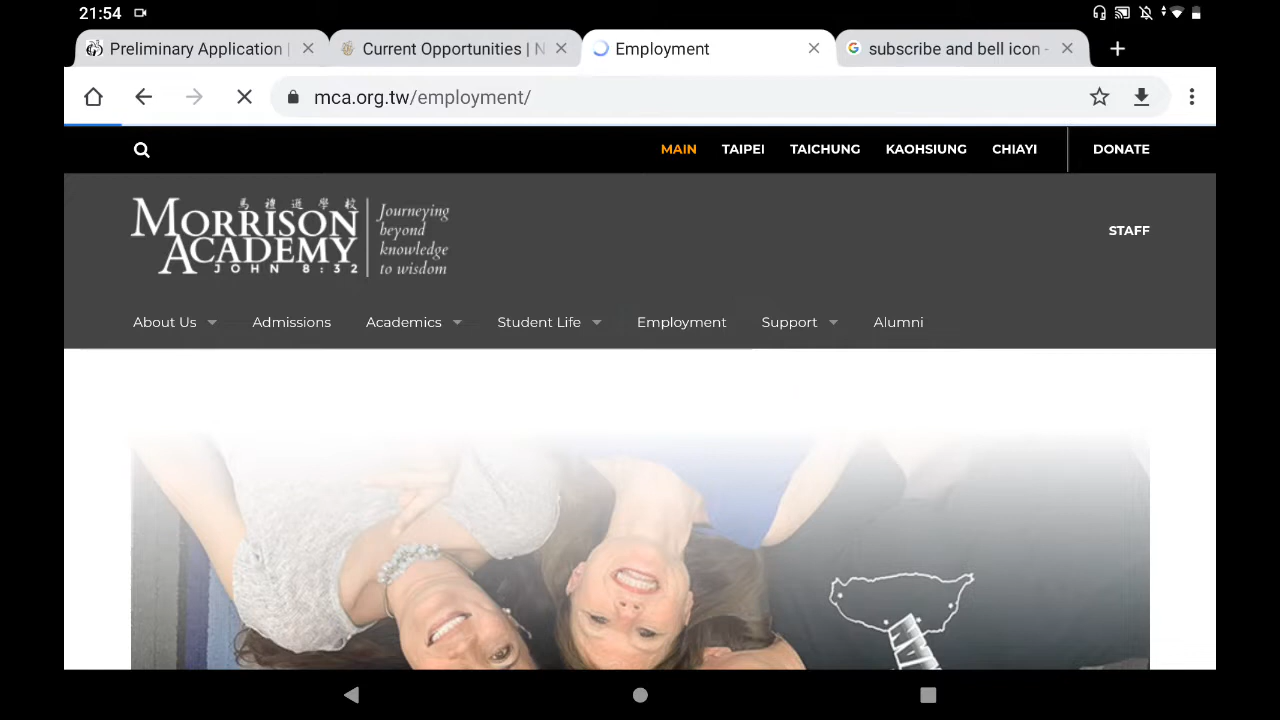 21:54
Preliminary Application |
Current Opportunities | N
Employment
subscribe and bell icon -
mca.org.tw/employment/
MAIN
TAIPEI
TAICHUNG
KAOHSIUNG
CHIAYI
DONATE
馬禮遜學校
MORRISON
ACADEMY
JOHN 8:32
Journeying
beyond
knowledge
to wisdom
STAFF
About Us
Admissions
Academics
Student Life
Employment
Support
Alumni